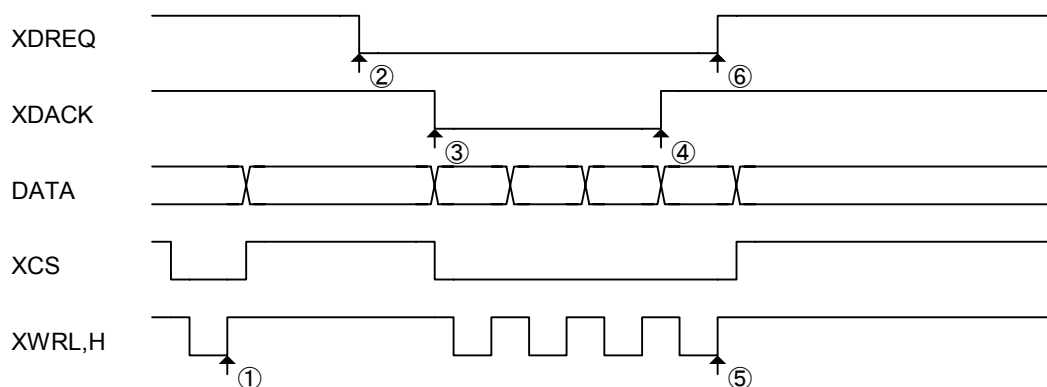 XDREQ
② ⑥
XDACK
③ ④
DATA
XCS
XWRL,H
① ⑤